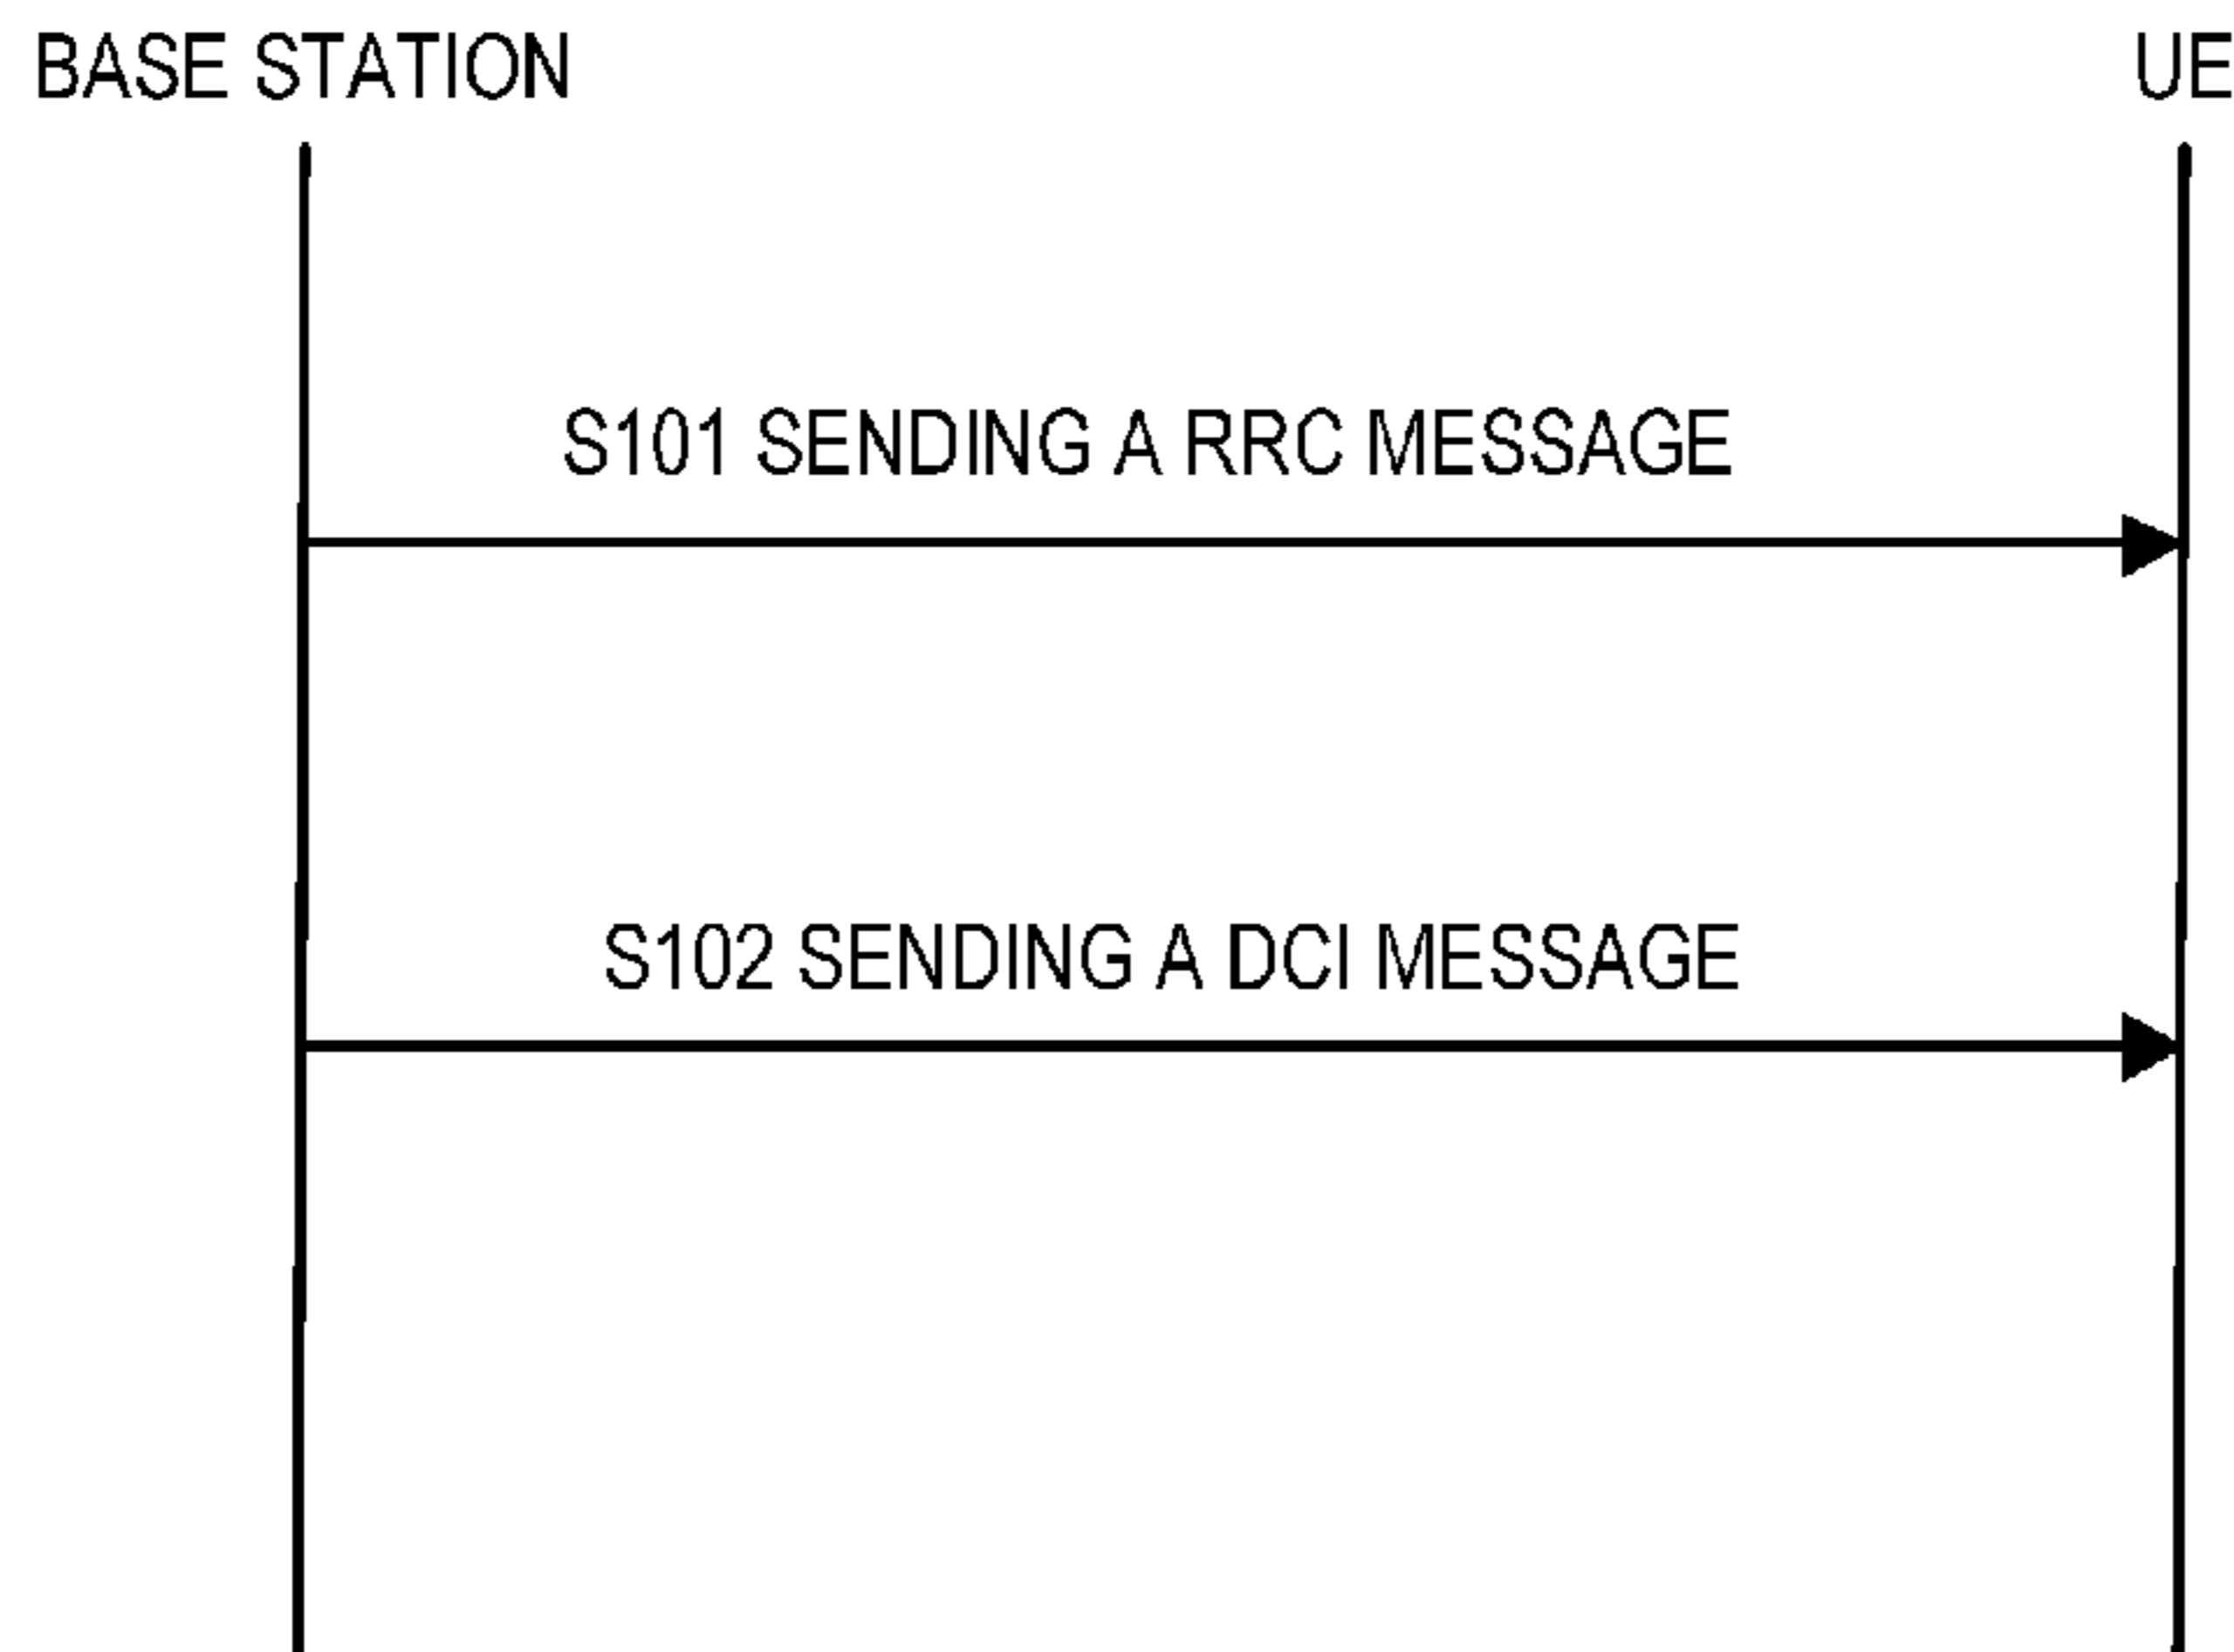 BASE STATION
UE
S101 SENDING A RRC MESSAGE
S102 SENDING A DCI MESSAGE